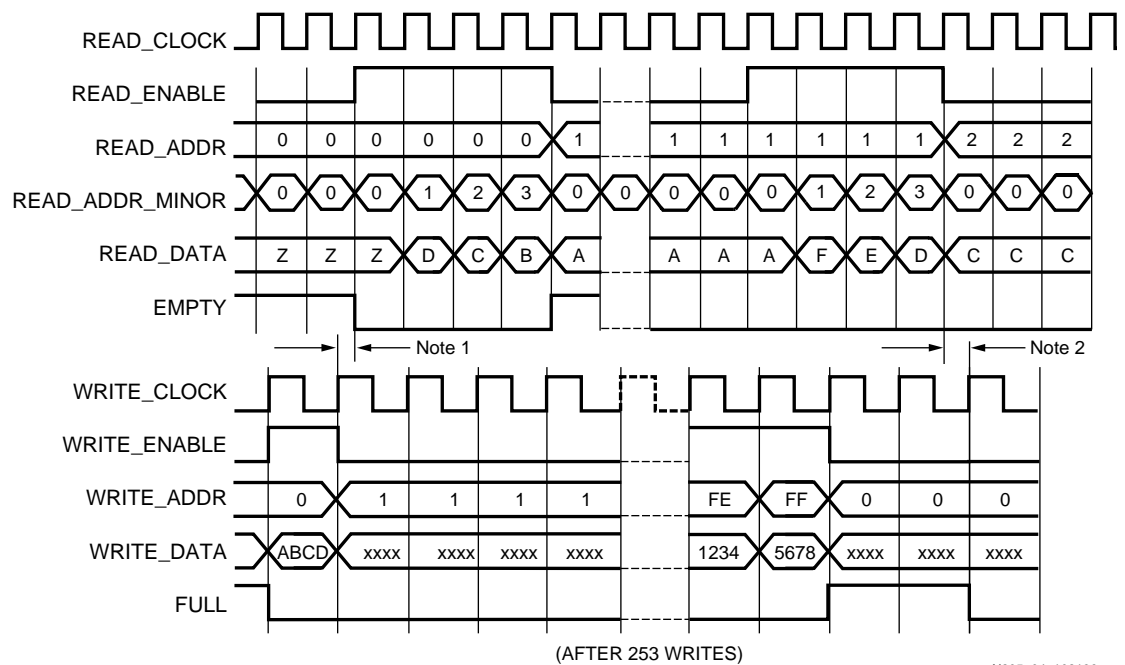 READ_CLOCK
READ_ENABLE
READ_ADDR 0 0 0 0 0 0 1 1 1 1 1 1 1 2 2 2
READ_ADDR_MINOR 0 0 0 1 2 3 0 0 0 0 0 1 2 3 0 0 0
READ_DATA Z Z Z D C B A A A A F E D C C C
EMPTY
Note 1 Note 2
WRITE_CLOCK
WRITE_ENABLE
WRITE_ADDR 0 1 1 1 1 FE FF 0 0 0
WRITE_DATA ABCD xxxx xxxx xxxx xxxx 1234 5678 xxxx xxxx xxxx
FULL
(AFTER 253 WRITES)